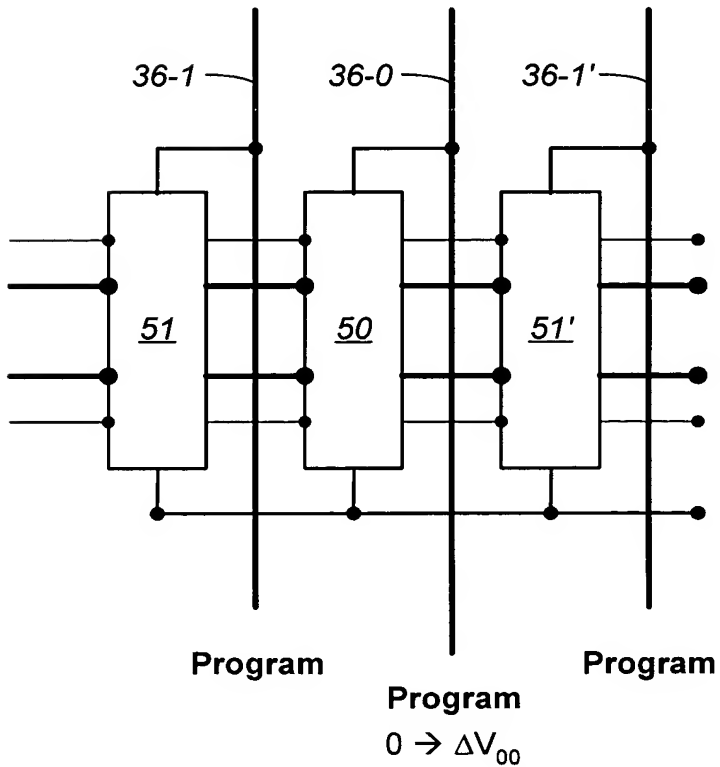 36-1 36-0 36-1'
51 50 51'
Program Program
Program
0 → ΔV₀₀